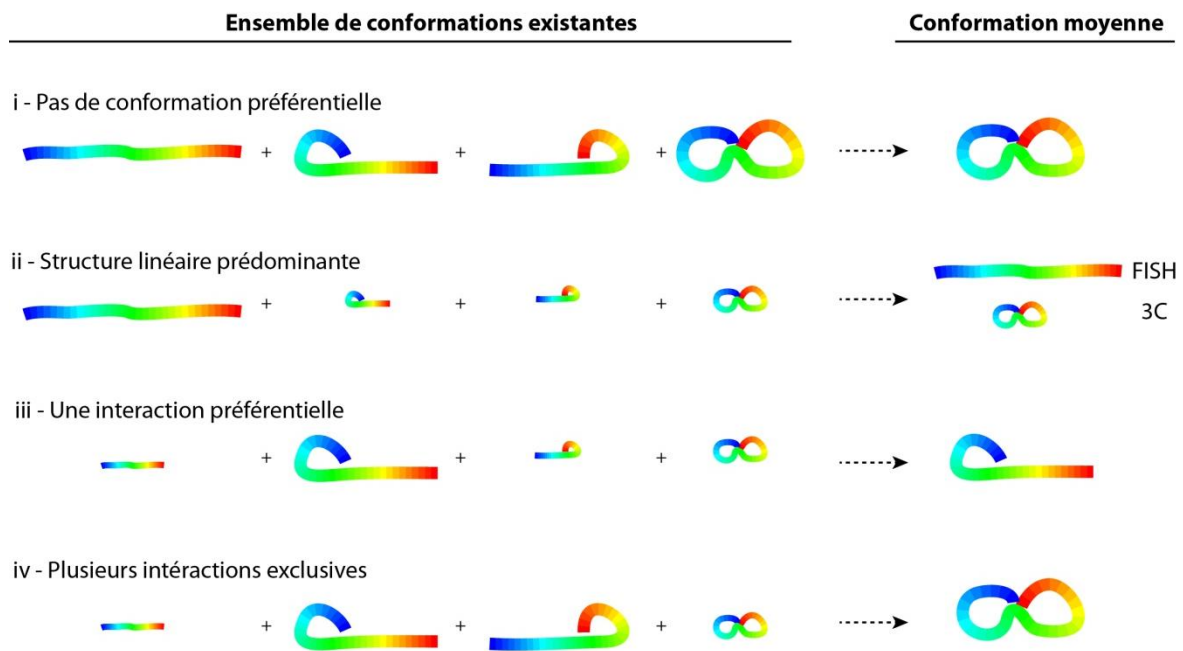 Ensemble de conformations existantes
Conformation moyenne
i - Pas de conformation préférentielle
+ + +
ii - Structure linéaire prédominante
+ + +
FISH
3C
iii - Une interaction préférentielle
+ + +
iv - Plusieurs intéractions exclusives
+ + +